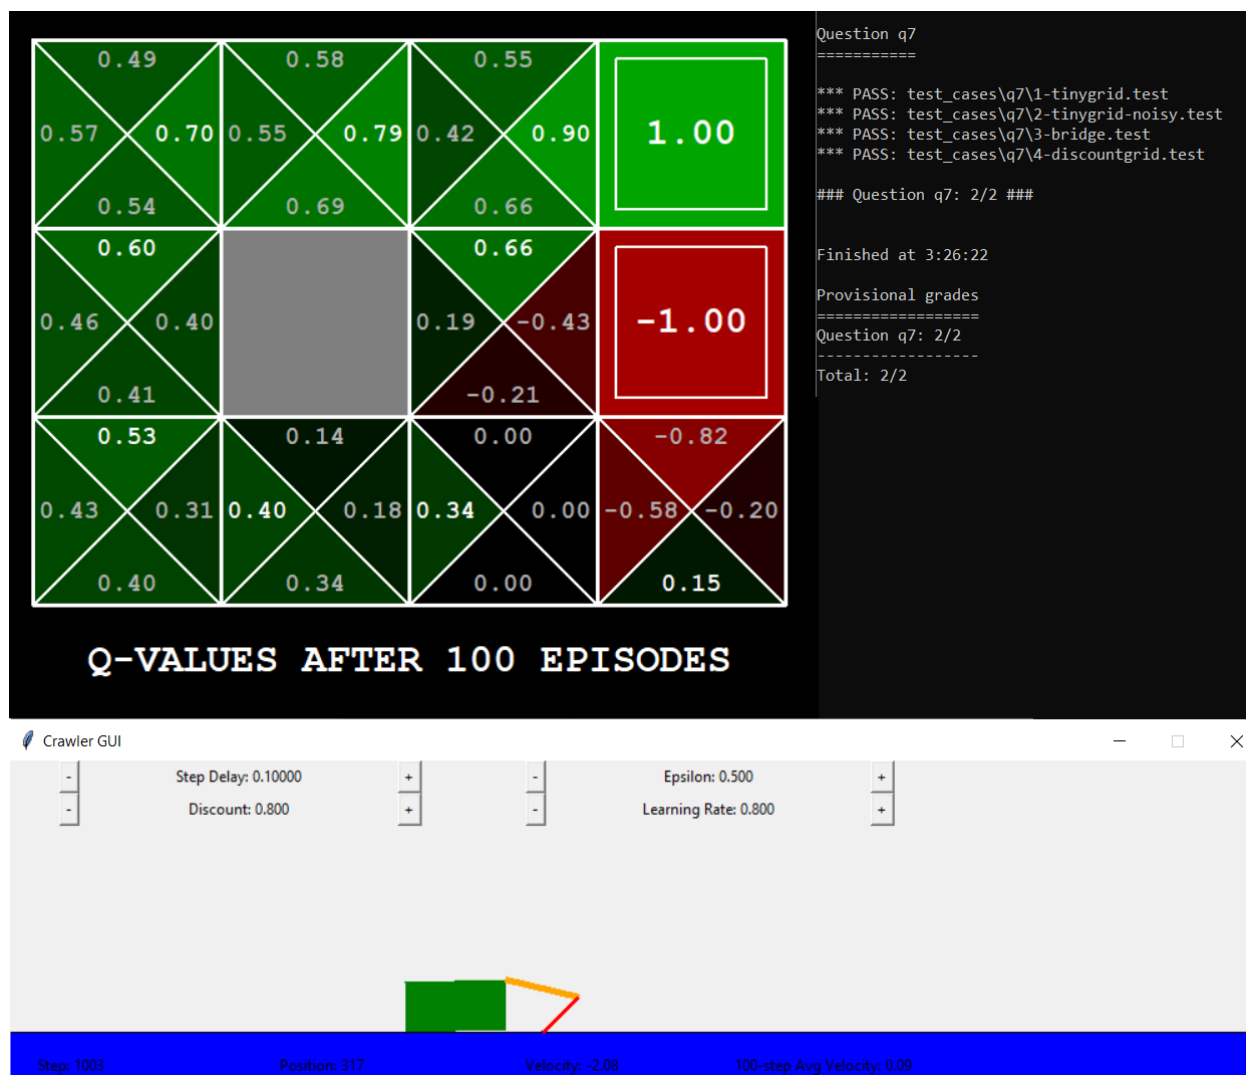 0.49 0.58 0.55
0.57 0.70 0.55 0.79 0.42 0.90 1.00
0.54 0.69 0.66
0.60 0.66
0.46 0.40 0.19 -0.43 -1.00
0.41 -0.21
0.53 0.14 0.00 -0.82
0.43 0.31 0.40 0.18 0.34 0.00 -0.58 -0.20
0.40 0.34 0.00 0.15
Q-VALUES AFTER 100 EPISODES
Question q7
===========
*** PASS: test_cases\q7\1-tinygrid.test
*** PASS: test_cases\q7\2-tinygrid-noisy.test
*** PASS: test_cases\q7\3-bridge.test
*** PASS: test_cases\q7\4-discountgrid.test
### Question q7: 2/2 ###
Finished at 3:26:22
Provisional grades
==================
Question q7: 2/2
------------------
Total: 2/2
Crawler GUI
- Step Delay: 0.10000 + - Epsilon: 0.500 +
- Discount: 0.800 + - Learning Rate: 0.800 +
Step: 1003 Position: 317 Velocity: -2.08 100-step Avg Velocity: 0.09